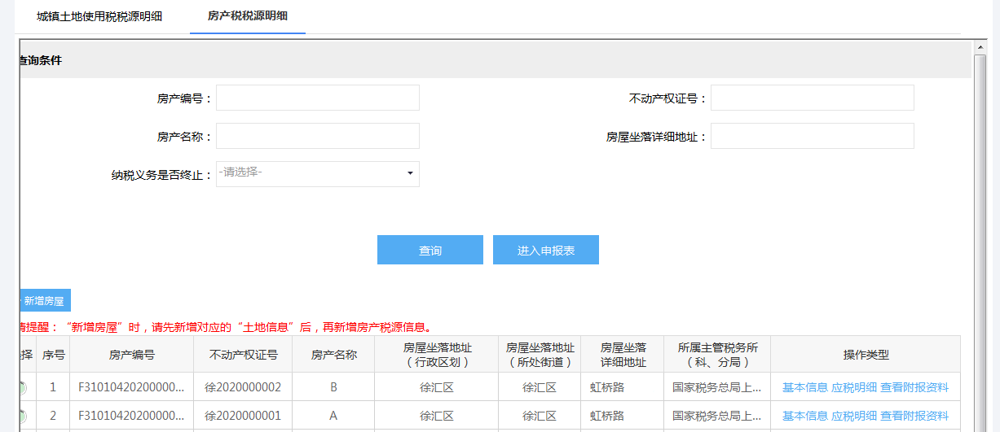 城镇土地使用税税源明细 房产税税源明细
查询条件
房产编号： 不动产权证号：
房产名称： 房屋坐落详细地址：
纳税义务是否终止： -请选择-
查询 进入申报表
新增房屋
情提醒：“新增房屋”时，请先新增对应的“土地信息”后，再新增房产税源信息。
择 序号 房产编号 不动产权证号 房产名称 房屋坐落地址 房屋坐落地址 房屋坐落 所属主管税务所 操作类型
（行政区划） （所处街道） 详细地址 （科、分局）
1 F31010420200000... 徐2020000002 B 徐汇区 徐汇区 虹桥路 国家税务总局上... 基本信息 应税明细 查看附报资料
2 F31010420200000... 徐2020000001 A 徐汇区 徐汇区 虹桥路 国家税务总局上... 基本信息 应税明细 查看附报资料